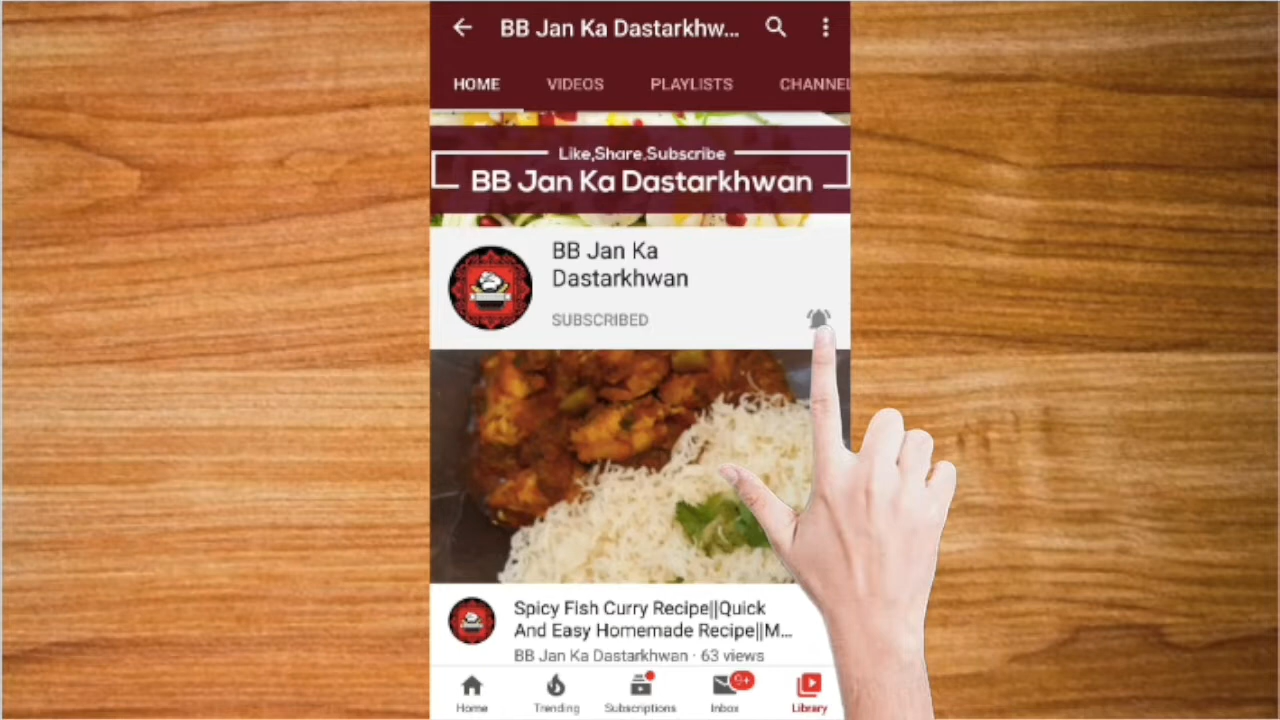 BB Jan Ka Dastarkhw...
HOME VIDEOS PLAYLISTS CHANNEL
Like,Share,Subscribe
BB Jan Ka Dastarkhwan
BB Jan Ka
Dastarkhwan
SUBSCRIBED
Spicy Fish Curry Recipe||Quick
And Easy Homemade Recipe||M...
BB Jan Ka Dastarkhwan · 63 views
9+
Home Trending Subscriptions Inbox Library